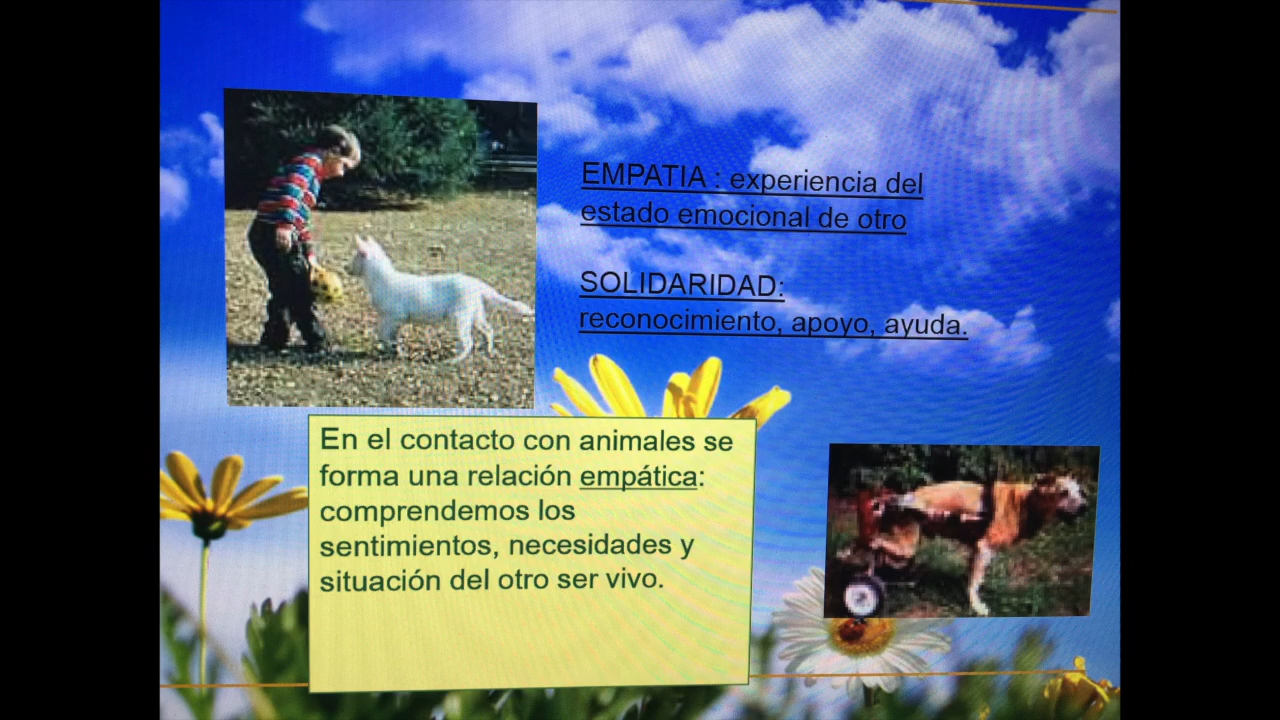 EMPATIA : experiencia del
estado emocional de otro
SOLIDARIDAD:
reconocimiento, apoyo, ayuda.
En el contacto con animales se
forma una relación empática:
comprendemos los
sentimientos, necesidades y
situación del otro ser vivo.